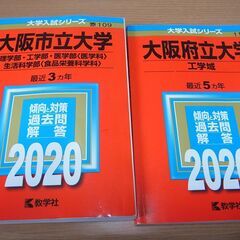 大学入試シリーズ
109
大阪市立大学
理学部・工学部・医学部〈医学科〉
生活科学部〈食品栄養科学科〉
最近3カ年
傾向と対策
過去問
解答
2020
教学社
大学入試シリーズ
大阪府立大学
工学域
最近5カ年
傾向と対策
過去問
解答
2020
教学社